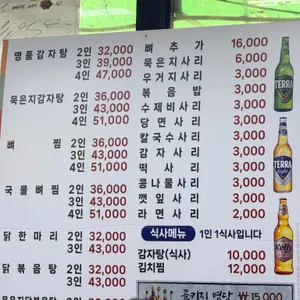 명품감자탕 2인 32,000
3인 39,000
4인 47,000
묵은지감자탕 2인 36,000
3인 43,000
4인 51,000
뼈 찜 2인 36,000
3인 43,000
국물뼈찜 2인 36,000
3인 43,000
4인 51,000
닭한마리 2인 32,000
3인 43,000
닭볶음탕 2인 32,000
3인 43,000
뼈추가 16,000
묵은지사리 6,000
우거지사리 3,000
볶음밥 3,000
수제비사리 3,000
당면사리 3,000
칼국수사리 3,000
감자사리 3,000
떡사리 3,000
콩나물사리 3,000
깻잎사리 3,000
라면사리 2,000
식사메뉴 1인 1식사입니다
감자탕(식사) 10,000
김치찜 12,000
₩15,000
TERRA
TERRA
Kelly